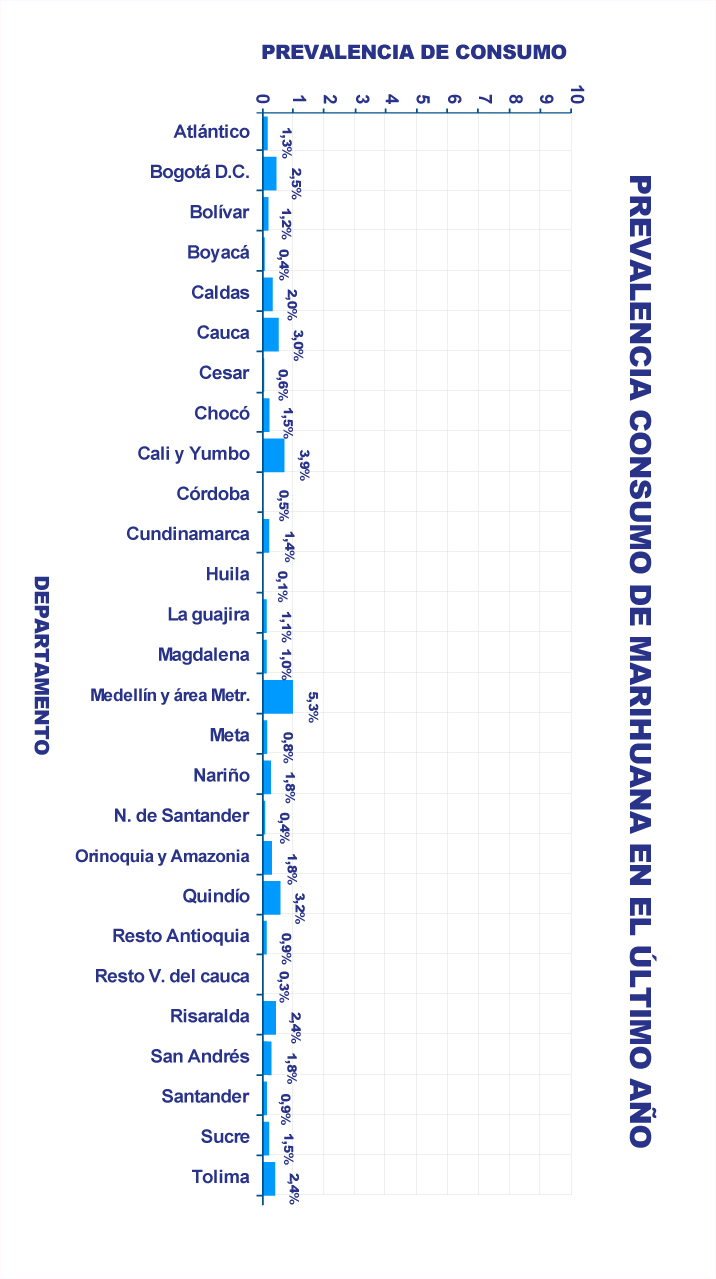 PREVALENCIA CONSUMO DE MARIHUANA EN EL ÚLTIMO AÑO
PREVALENCIA DE CONSUMO
0 1 2 3 4 5 6 7 8 9 10
Atlántico 1,3%
Bogotá D.C. 2,5%
Bolívar 1,2%
Boyacá 0,4%
Caldas 2,0%
Cauca 3,0%
Cesar 0,6%
Chocó 1,5%
Cali y Yumbo 3,9%
Córdoba 0,5%
Cundinamarca 1,4%
Huila 0,1%
La guajira 1,1%
Magdalena 1,0%
Medellín y área Metr. 5,3%
Meta 0,8%
Nariño 1,8%
N. de Santander 0,4%
Orinoquia y Amazonia 1,8%
Quindío 3,2%
Resto Antioquia 0,9%
Resto V. del cauca 0,3%
Risaralda 2,4%
San Andrés 1,8%
Santander 0,9%
Sucre 1,5%
Tolima 2,4%
DEPARTAMENTO